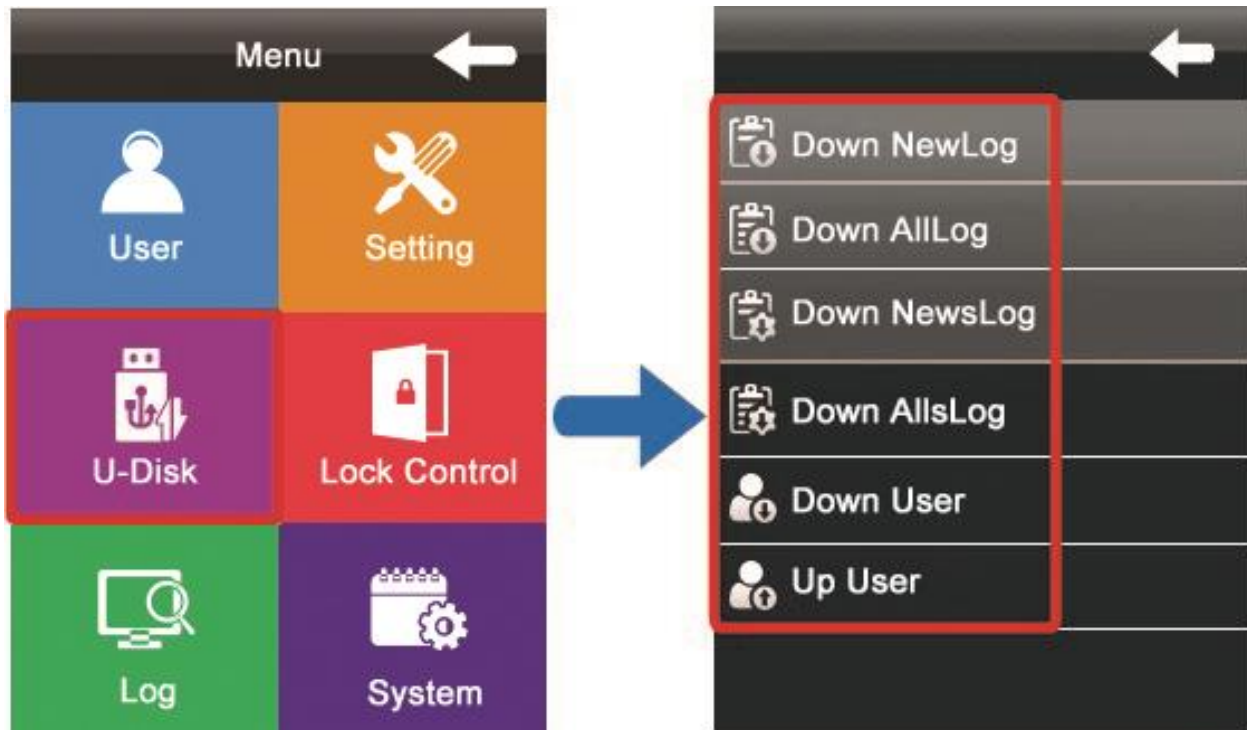 Menu
User
Setting
U-Disk
Lock Control
Log
System
Down NewLog
Down AllLog
Down NewsLog
Down AllsLog
Down User
Up User